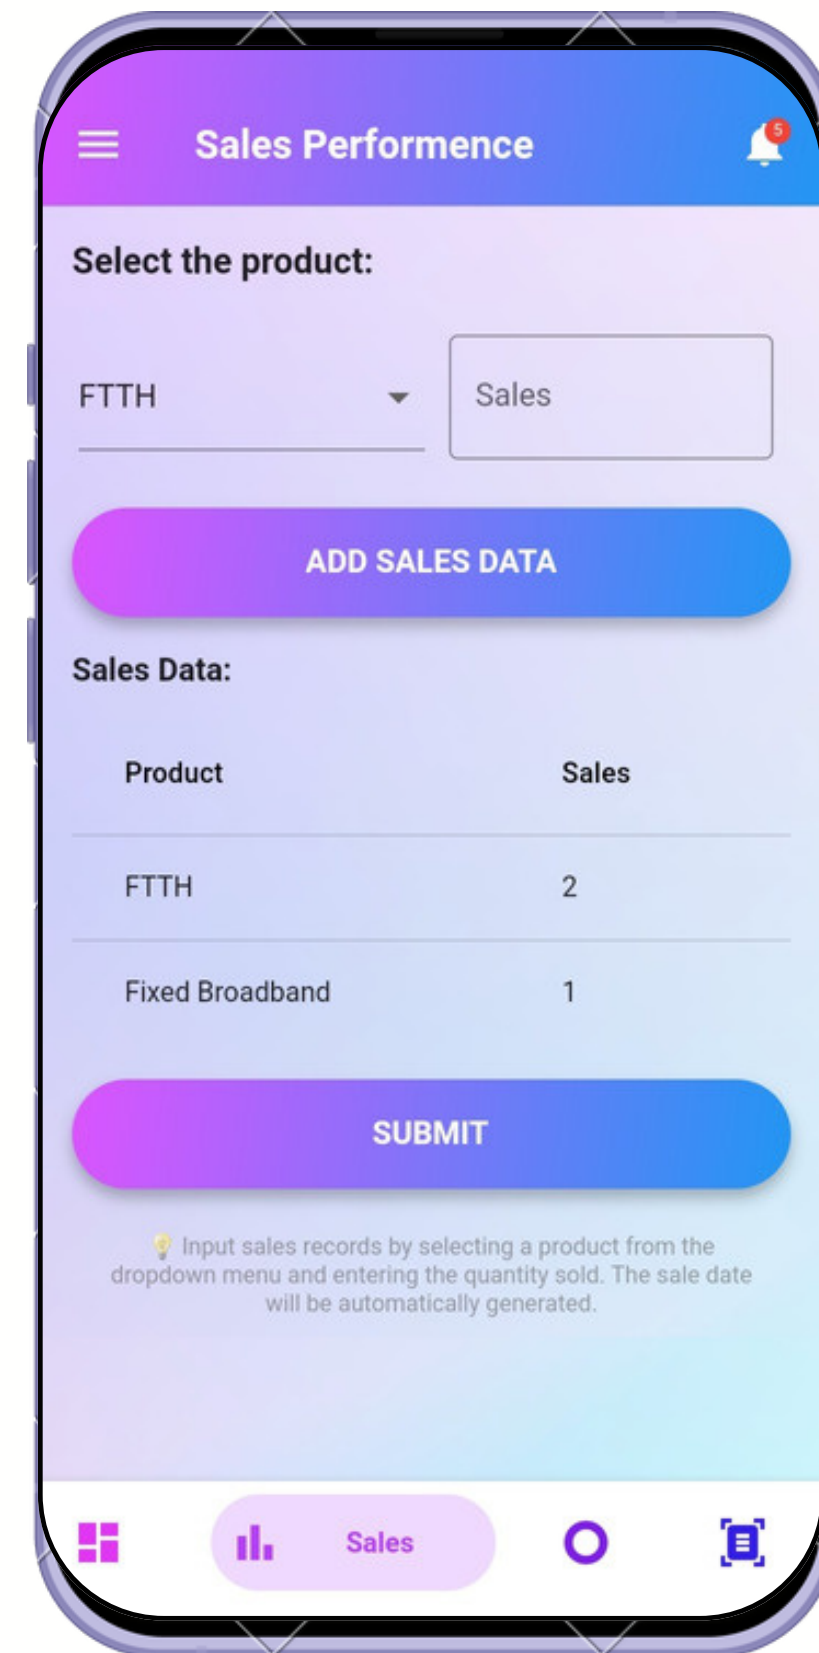 Sales Performence
5
Select the product:
FTTH
Sales
ADD SALES DATA
Sales Data:
Product Sales
FTTH 2
Fixed Broadband 1
SUBMIT
💡 Input sales records by selecting a product from the
dropdown menu and entering the quantity sold. The sale date
will be automatically generated.
Sales